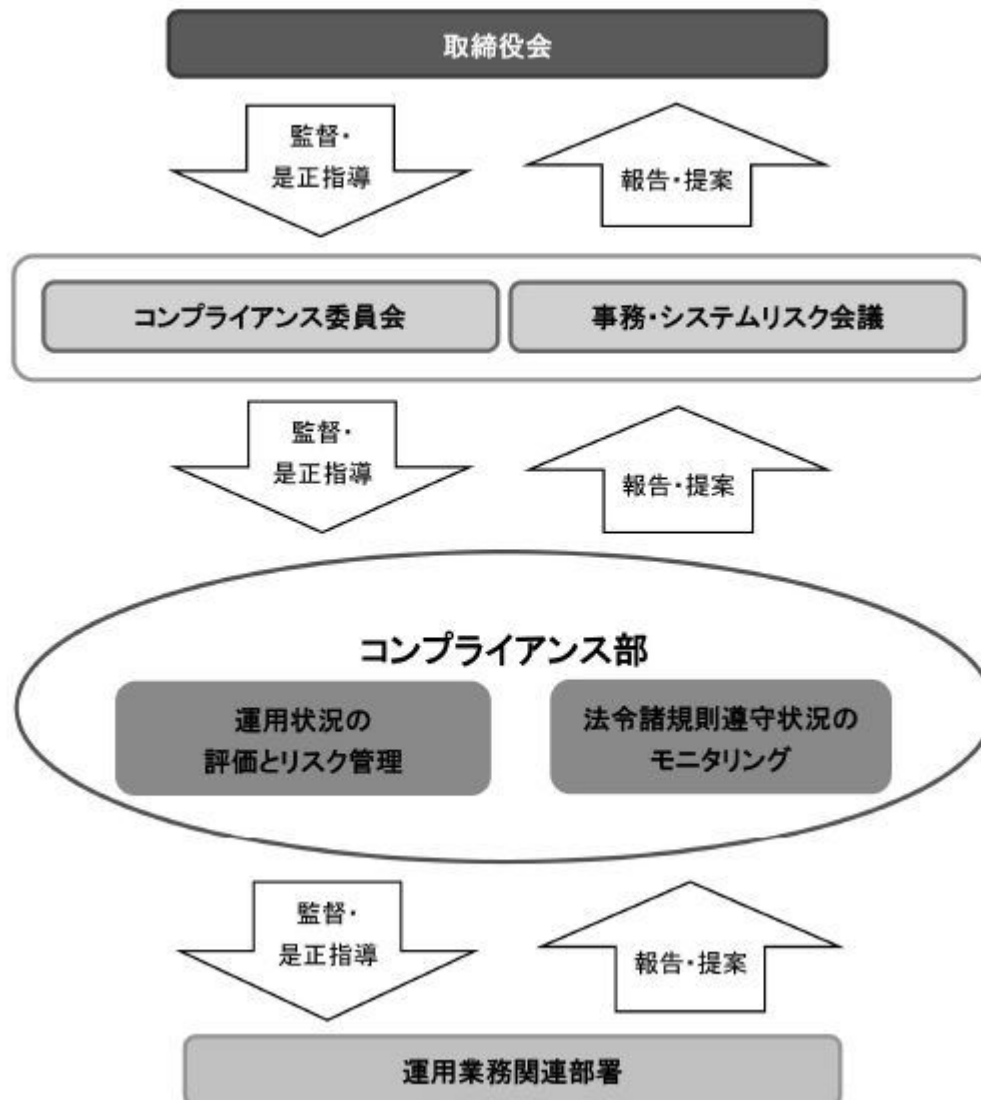 取締役会
監督・
是正指導
報告・提案
コンプライアンス委員会
事務・システムリスク会議
監督・
是正指導
報告・提案
コンプライアンス部
運用状況の
評価とリスク管理
法令諸規則遵守状況の
モニタリング
監督・
是正指導
報告・提案
運用業務関連部署